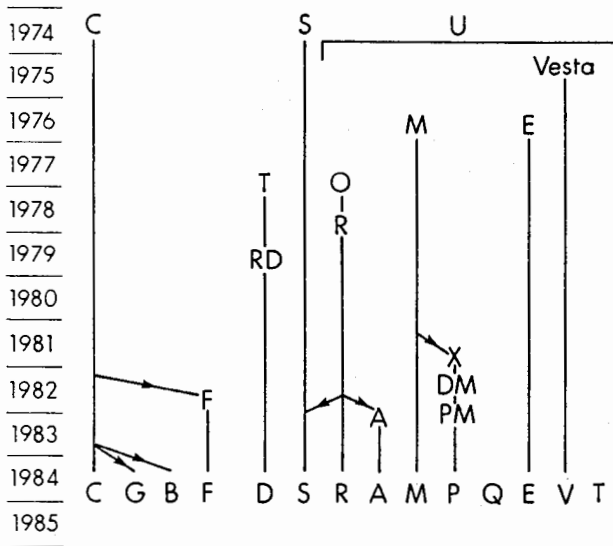 1974 C S U
1975 Vesta
1976 M E
1977
T O
1978 R
1979 RD
1980
1981 X
1982 F DM
A PM
1983
1984
C G B F D S R A M P Q E V T
1985